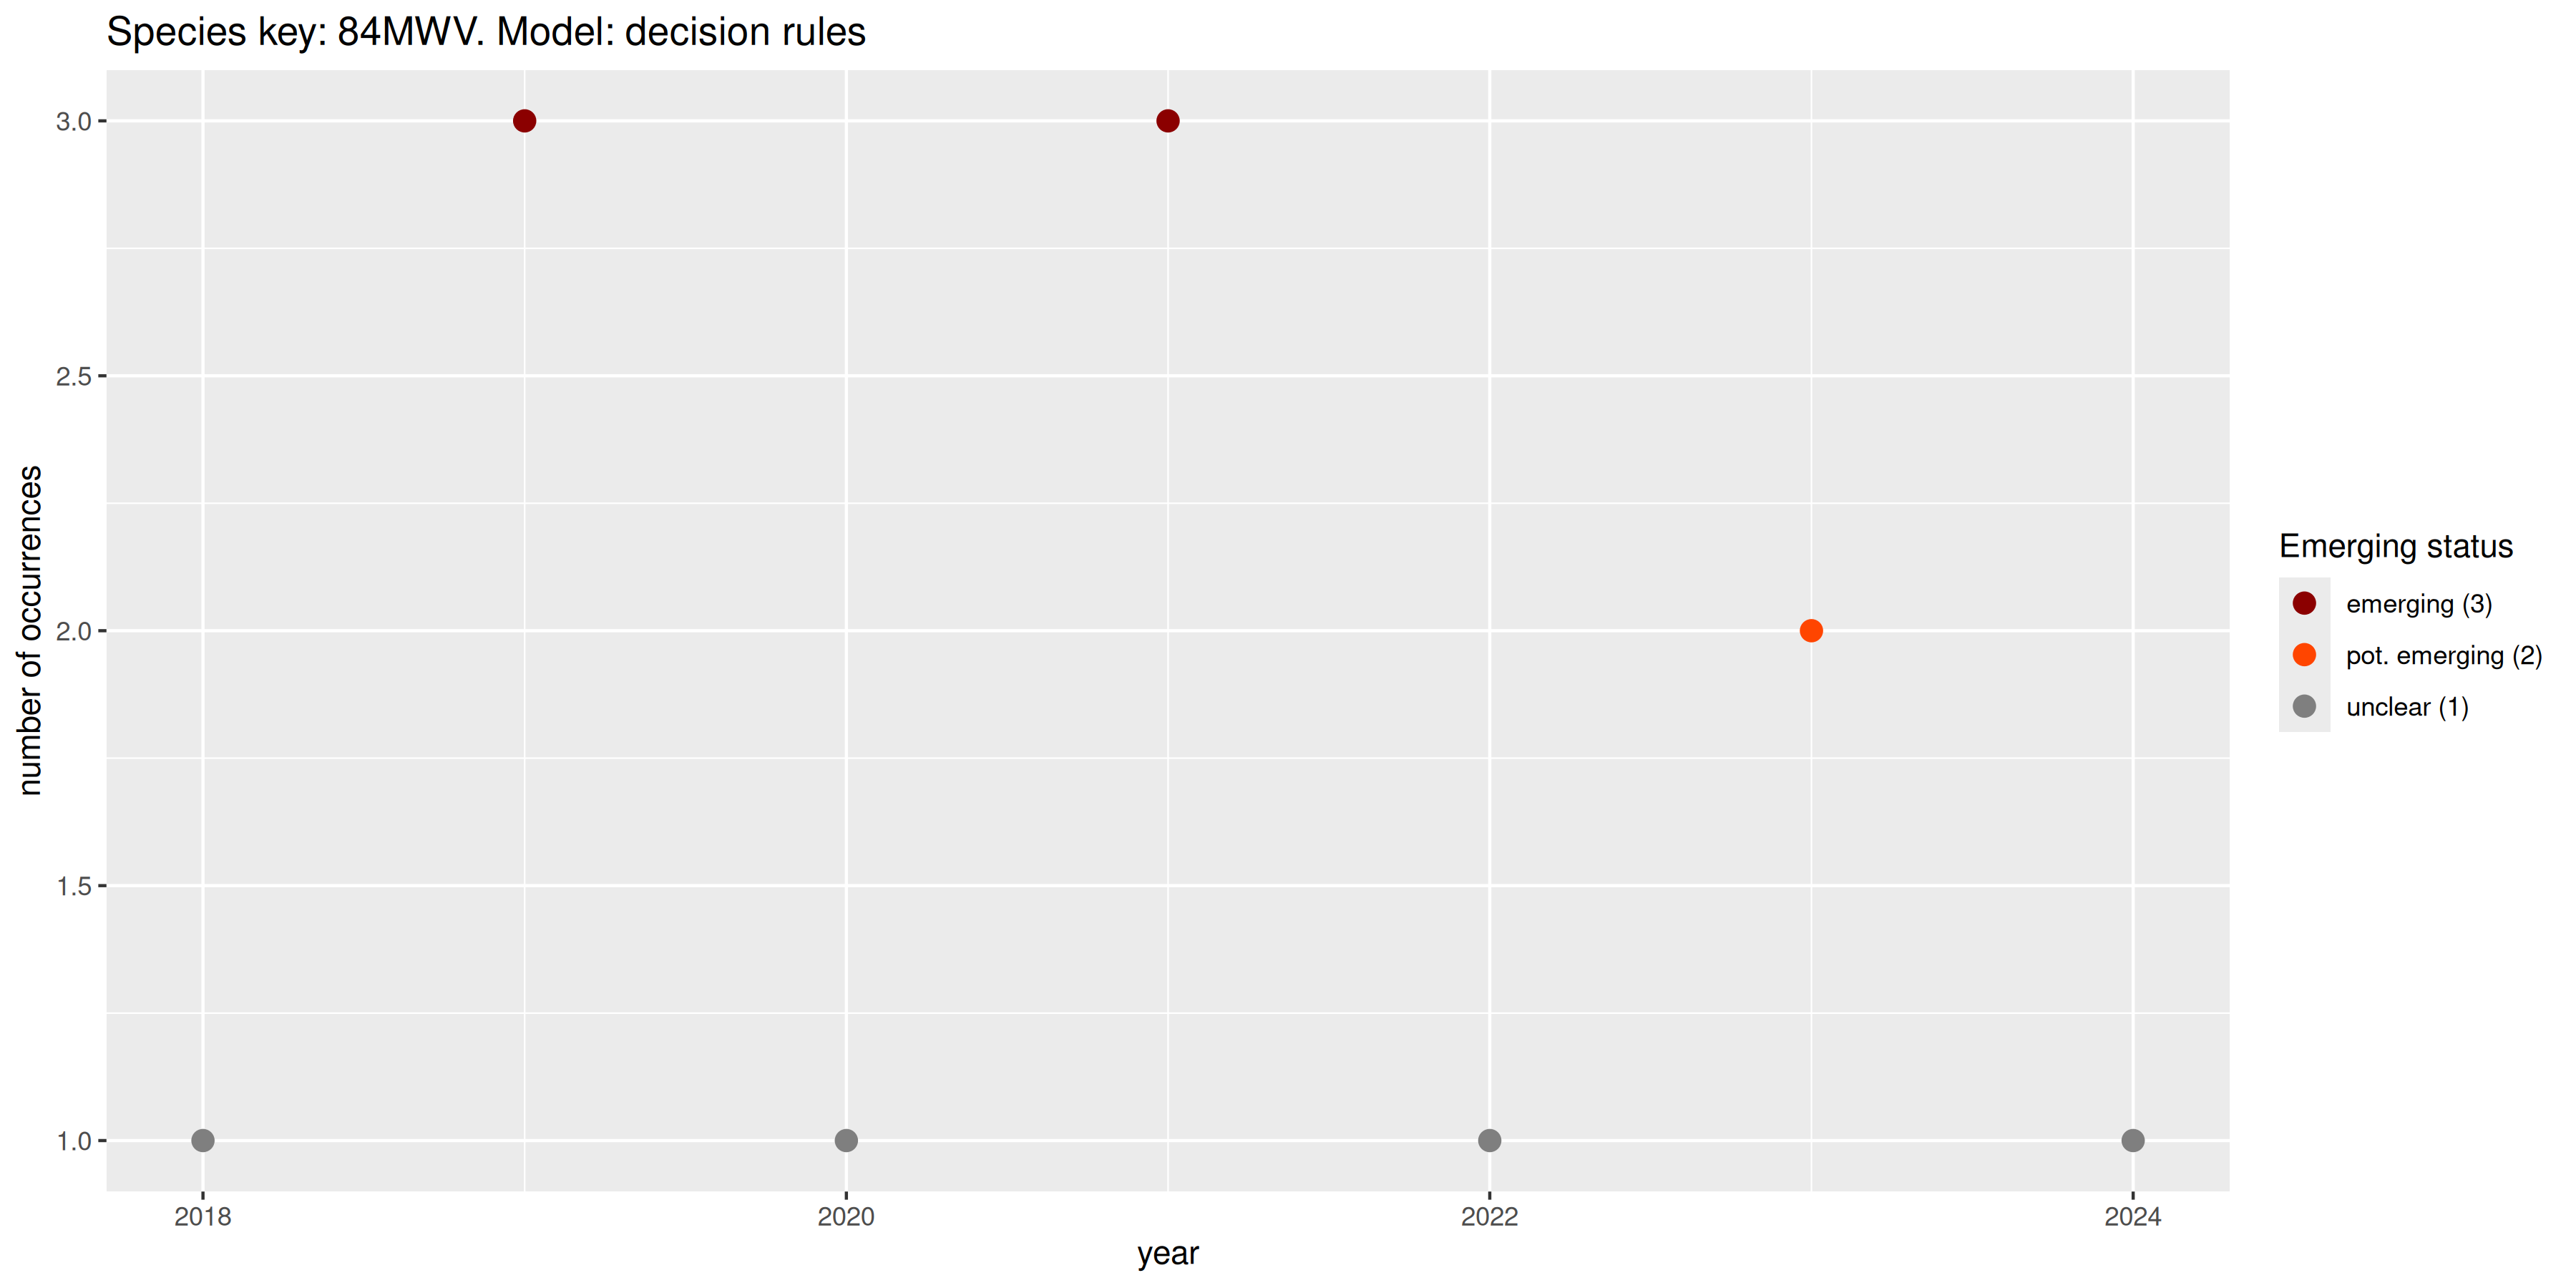 Species key: 84MWV. Model: decision rules
3.0
2.5
2.0
1.5
1.0
number of occurrences
2018
2020
2022
2024
year
Emerging status
emerging (3)
pot. emerging (2)
unclear (1)